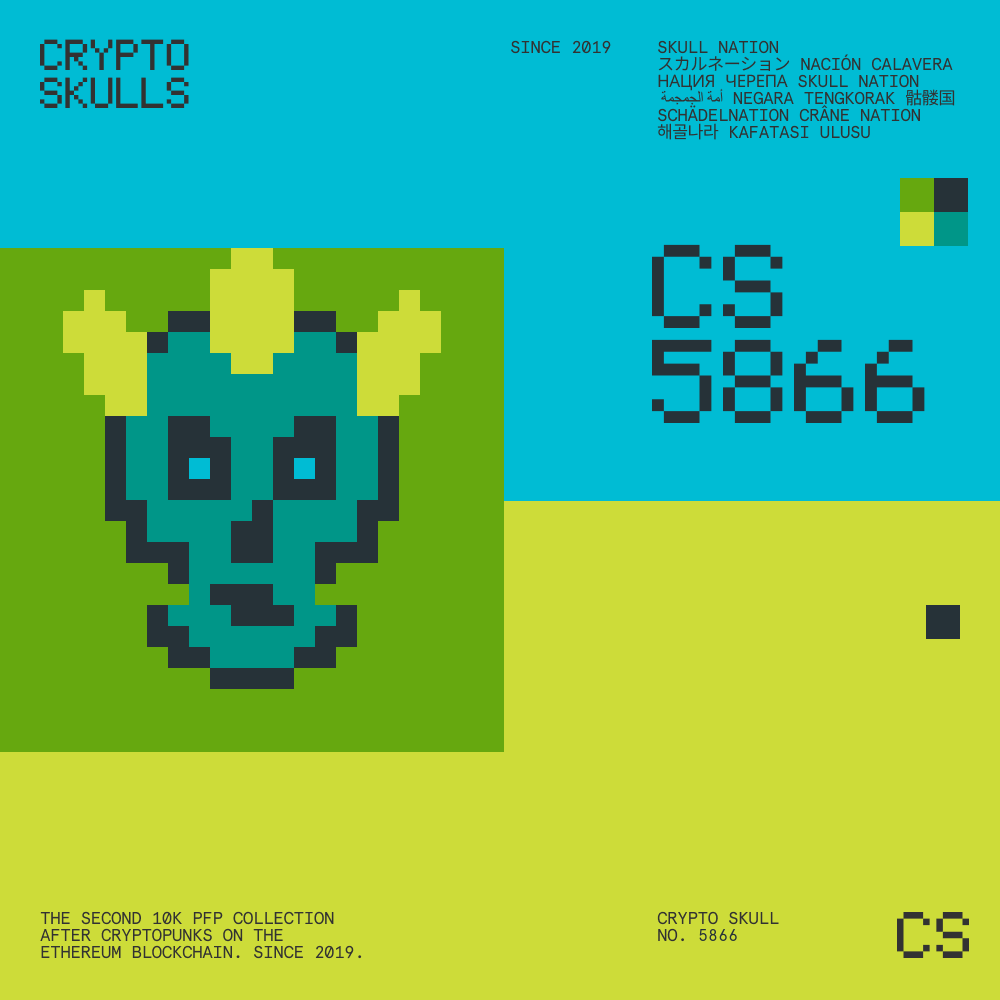 CRYPTO
SKULLS
SINCE 2019
SKULL NATION
スカルネーション NACIÓN CALAVERA
НАЦИЯ ЧЕРЕПА SKULL NATION
أمة الجمجمة NEGARA TENGKORAK 骷髅国
SCHÄDELNATION CRÂNE NATION
해골나라 KAFATASI ULUSU
CS
5866
THE SECOND 10K PFP COLLECTION
AFTER CRYPTOPUNKS ON THE
ETHEREUM BLOCKCHAIN. SINCE 2019.
CRYPTO SKULL
NO. 5866
CS